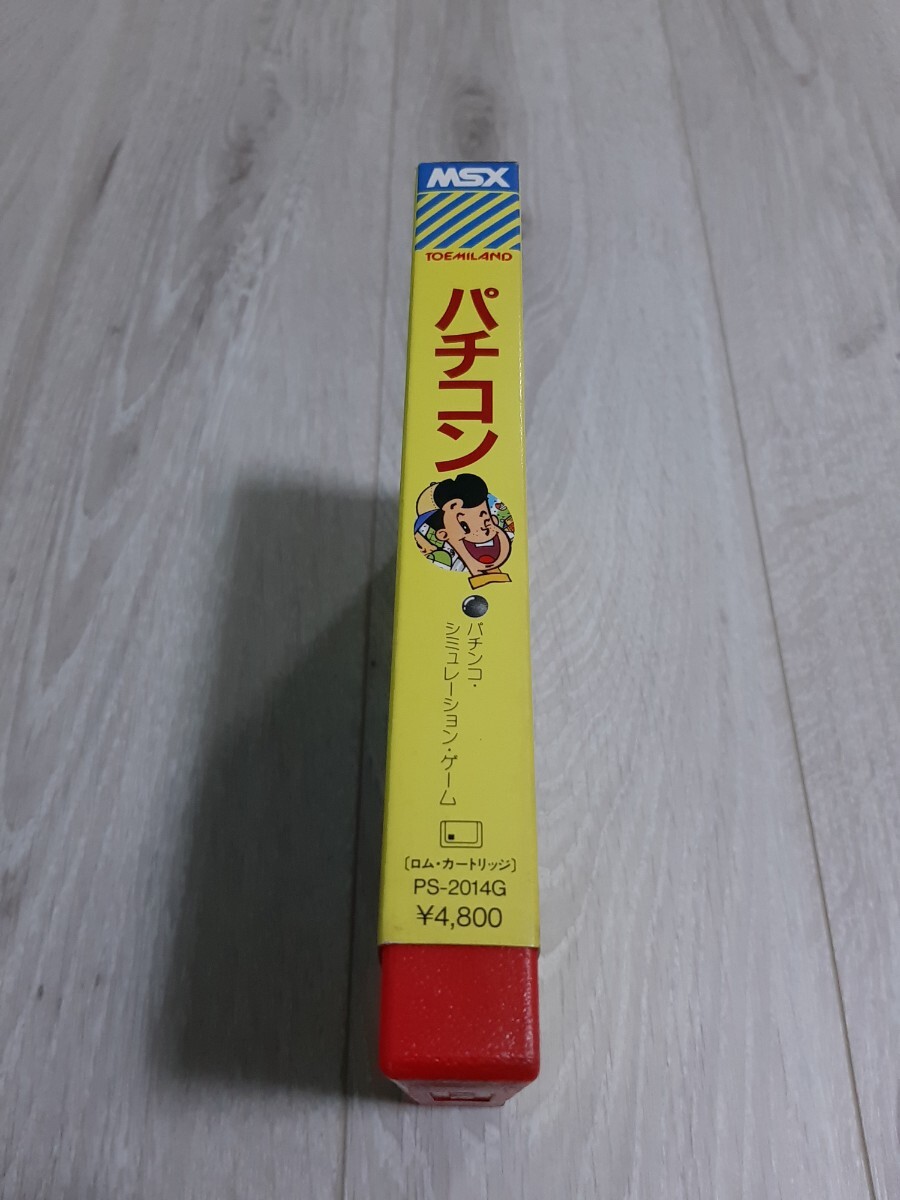 MSX
TOEMILAND
パチコン
パチンコ・
シミュレーション・ゲーム
〔ロム・カートリッジ〕
PS-2014G
¥4,800